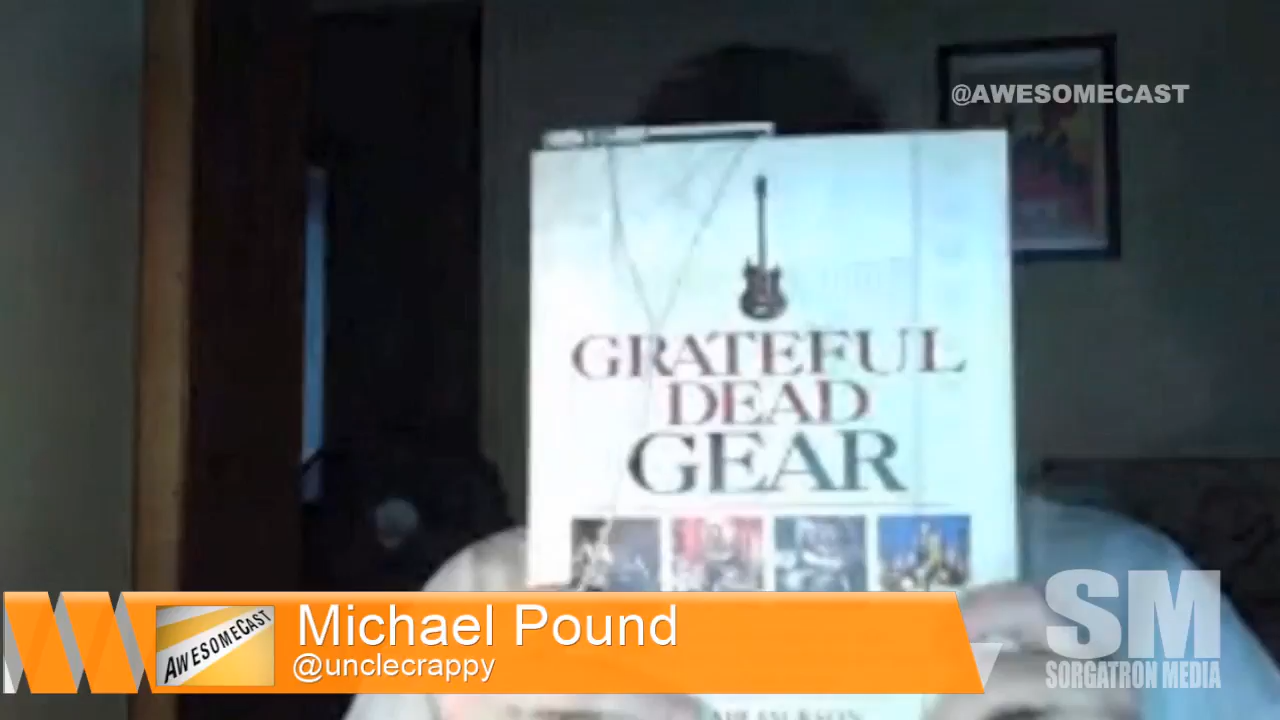 @AWESOMECAST
GRATEFUL
DEAD
GEAR
AWESOMECAST
Michael Pound
@unclecrappy
SM
SORGATRON MEDIA